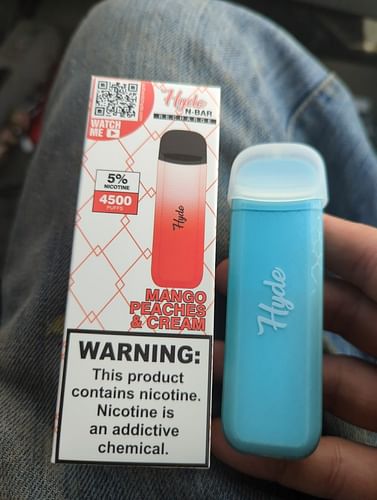 Hyde
N-BAR
RECHARGE
WATCH
ME
5%
NICOTINE
4500
PUFFS
Hyde
MANGO
PEACHES
& CREAM
WARNING:
This product
contains nicotine.
Nicotine is
an addictive
chemical.
Hyde